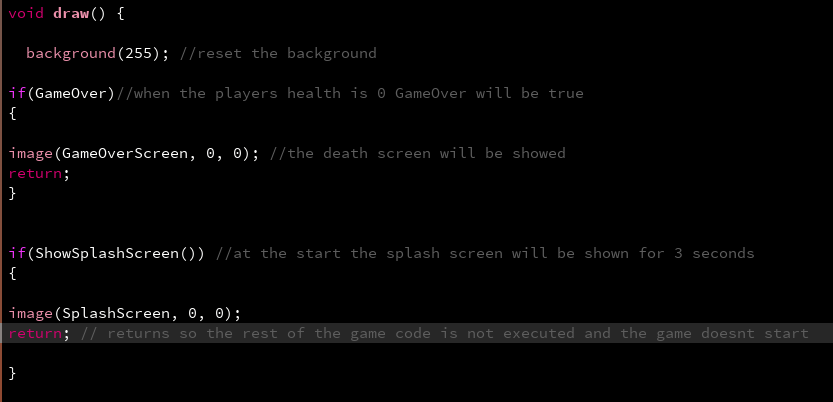 void draw() {
background(255); //reset the background
if(GameOver)//when the players health is 0 GameOver will be true
{
image(GameOverScreen, 0, 0); //the death screen will be showed
return;
}
if(ShowSplashScreen()) //at the start the splash screen will be shown for 3 seconds
{
image(SplashScreen, 0, 0);
return; // returns so the rest of the game code is not executed and the game doesnt start
}